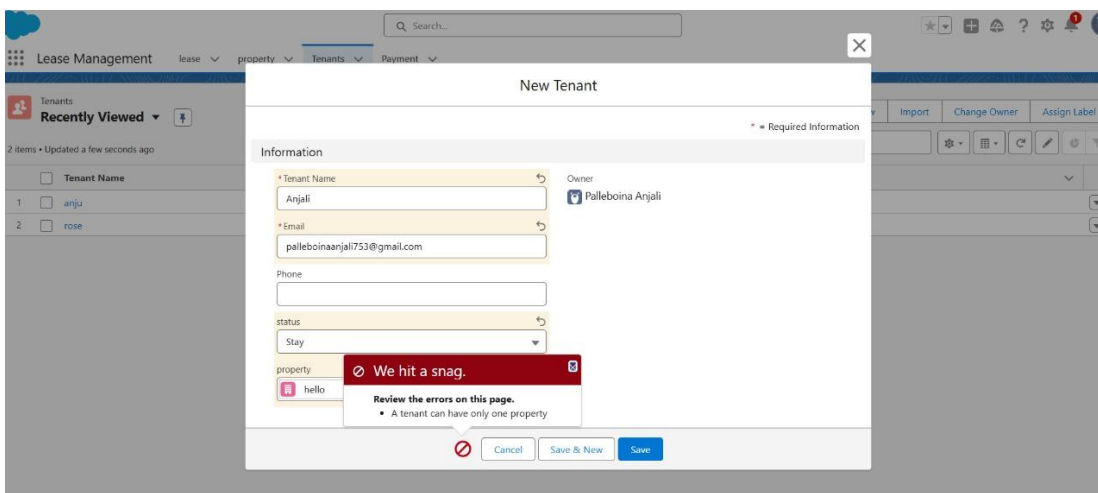 Search...
Lease Management lease property Tenants Payment
New Tenant
Tenants
Recently Viewed
Import Change Owner Assign Label
* = Required Information
2 items • Updated a few seconds ago
Information
Tenant Name
1 anju
2 rose
* Tenant Name
Anjali
Owner
Palleboina Anjali
* Email
palleboinaanjali753@gmail.com
Phone
status
Stay
property
hello
We hit a snag.
Review the errors on this page.
• A tenant can have only one property
Cancel Save & New Save
1